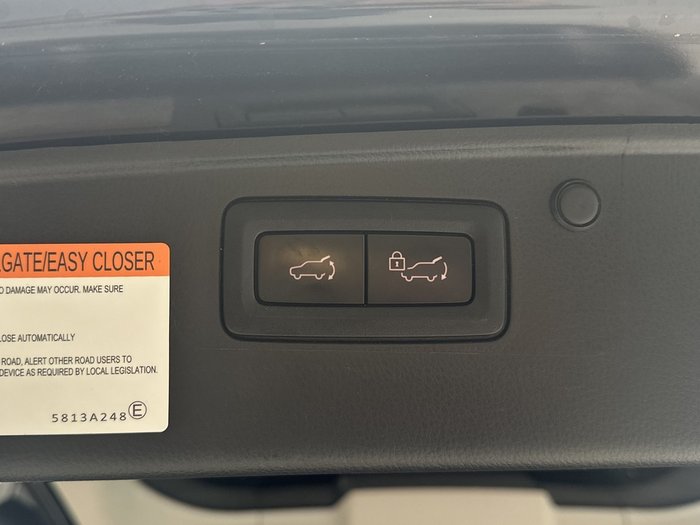 GATE/EASY CLOSER
DAMAGE MAY OCCUR. MAKE SURE
LOSE AUTOMATICALLY
ROAD, ALERT OTHER ROAD USERS TO
DEVICE AS REQUIRED BY LOCAL LEGISLATION.
5813A248 E